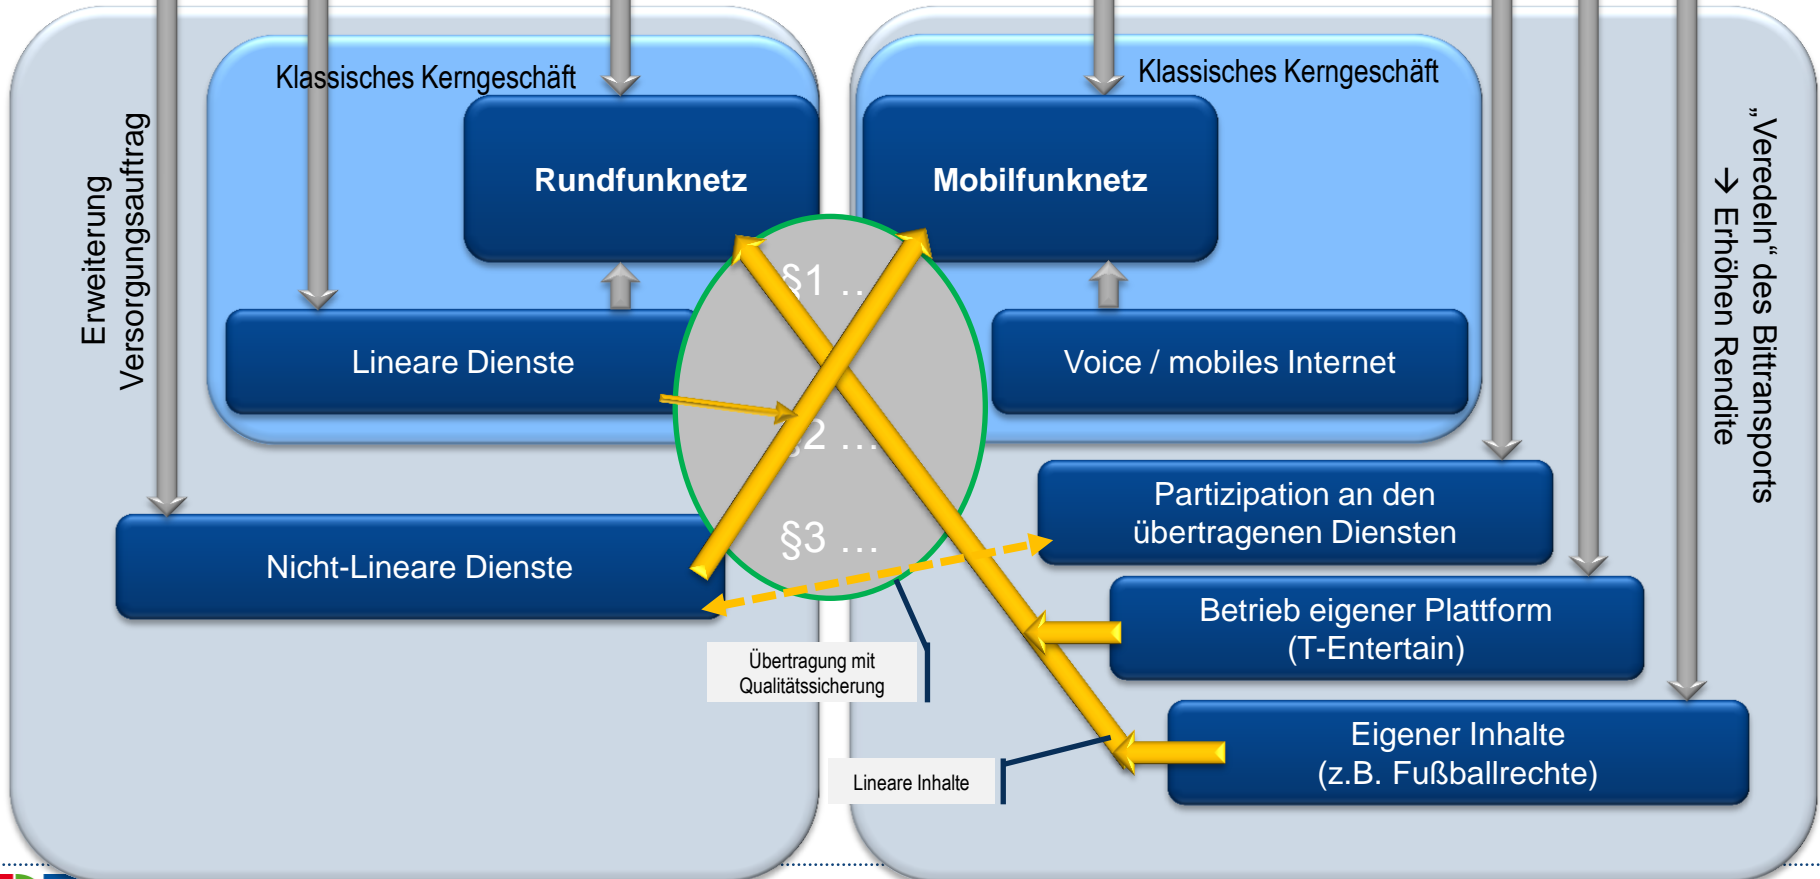 Klassisches Kerngeschäft
Klassisches Kerngeschäft
Rundfunknetz
Mobilfunknetz
Erweiterung
Versorgungsauftrag
„Veredeln“ des Bittransports
→ Erhöhen Rendite
§1 ...
Lineare Dienste
Voice / mobiles Internet
§2 ...
Partizipation an den
übertragenen Diensten
§3 ...
Nicht-Lineare Dienste
Betrieb eigener Plattform
(T-Entertain)
Übertragung mit
Qualitätssicherung
Eigener Inhalte
(z.B. Fußballrechte)
Lineare Inhalte